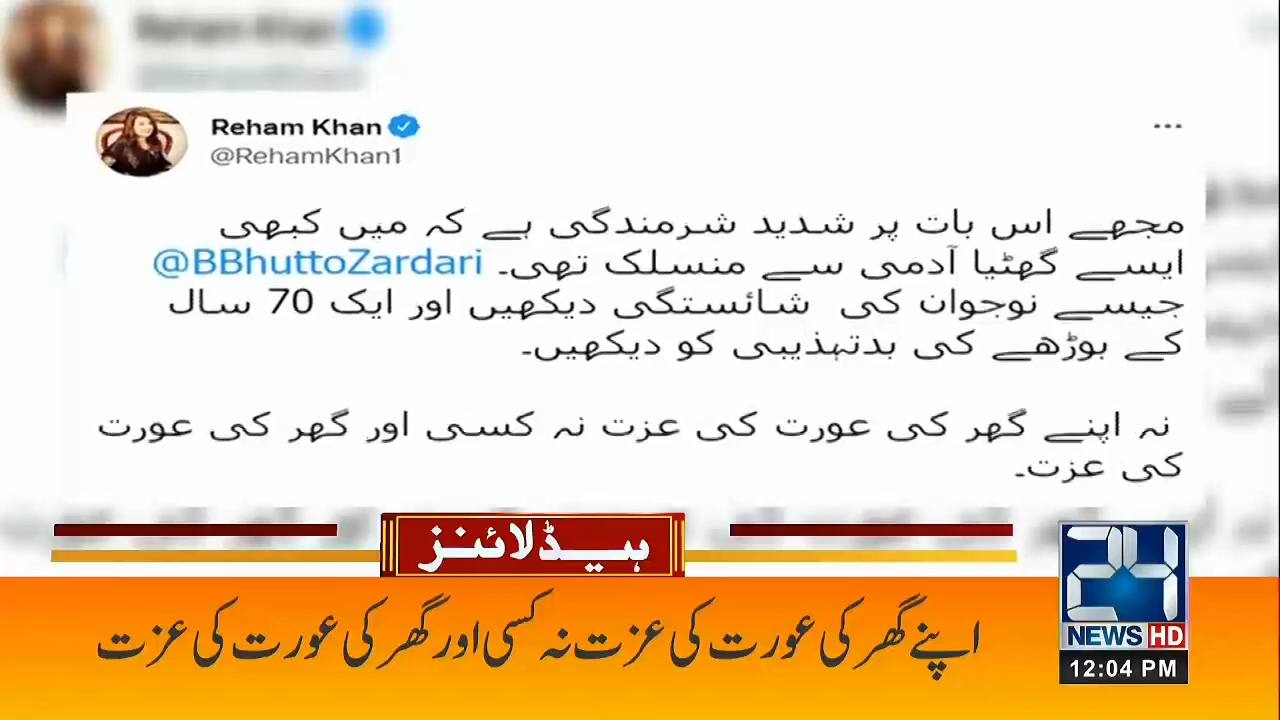 Reham Khan
@RehamKhan1
مجھے اس بات پر شدید شرمندگی ہے کہ میں کبھی
ایسے گھٹیا آدمی سے منسلک تھی۔ @BBhuttoZardari
جیسے نوجوان کی شائستگی دیکھیں اور ایک 70 سال
کے بوڑھے کی بدتہذیبی کو دیکھیں۔
نہ اپنے گھر کی عورت کی عزت نہ کسی اور گھر کی عورت
کی عزت۔
ہیڈلائنز
اپنے گھر کی عورت کی عزت نہ کسی اور گھر کی عورت کی عزت
24
NEWS HD
12:04 PM